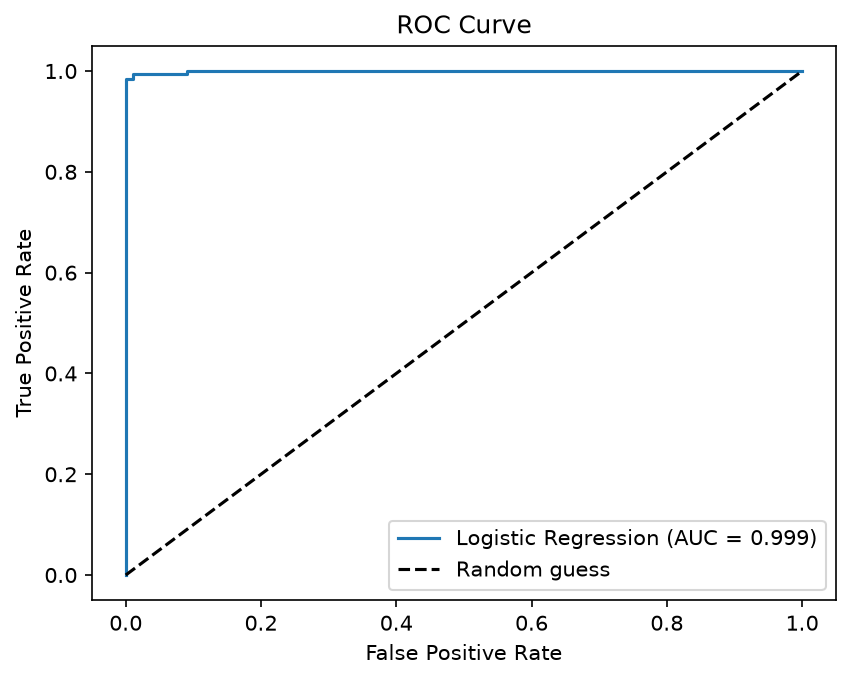 ROC Curve
1.0
0.8
0.6
0.4
0.2
0.0
True Positive Rate
Logistic Regression (AUC = 0.999)
Random guess
0.0 0.2 0.4 0.6 0.8 1.0
False Positive Rate